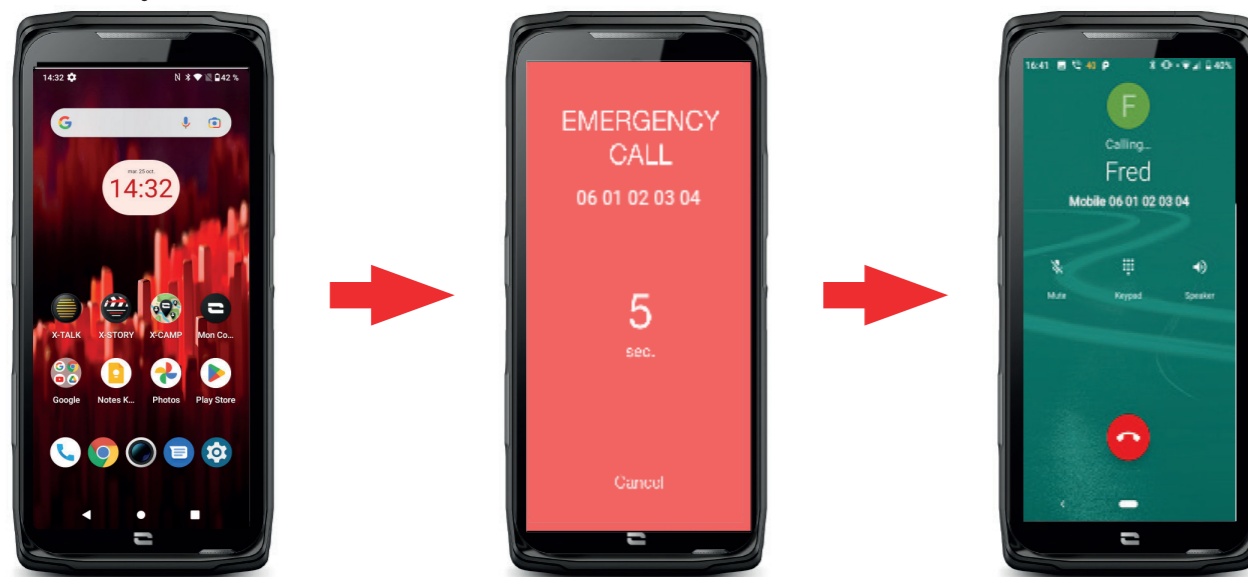 14:32
N
42 %
mar. 25 oct.
14:32
X-TALK X-STORY X-CAMP Mon Co...
Google Notes K... Photos Play Store
EMERGENCY
CALL
06 01 02 03 04
5
sec.
Cancel
16:41
40
P
40%
F
Calling...
Fred
Mobile 06 01 02 03 04
Mute Keypad Speaker